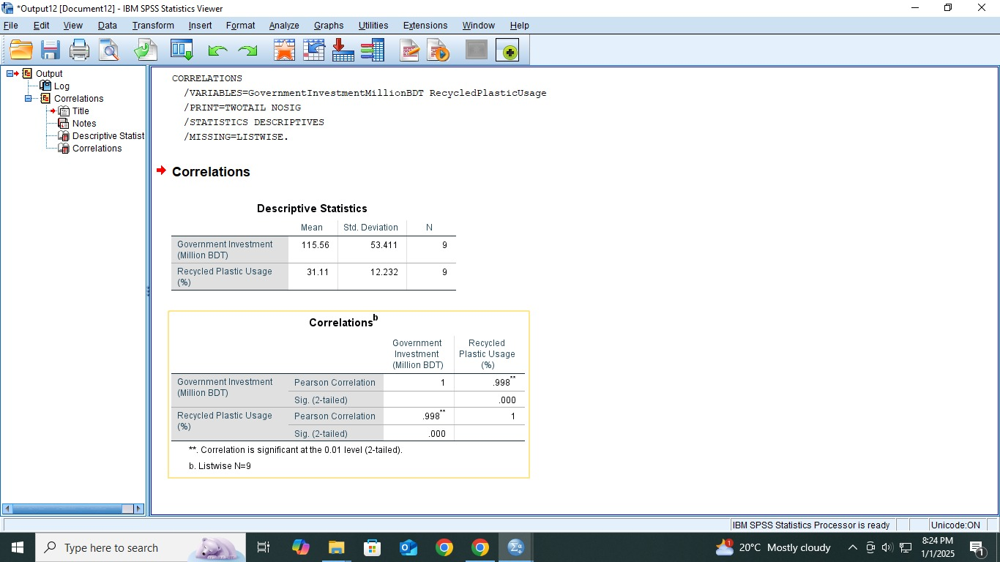 *Output12 [Document12] - IBM SPSS Statistics Viewer
File Edit View Data Transform Insert Format Analyze Graphs Utilities Extensions Window Help
Output
Log
Correlations
Title
Notes
Descriptive Statist
Correlations
CORRELATIONS
/VARIABLES=GovernmentInvestmentMillionBDT RecycledPlasticUsage
/PRINT=TWOTAIL NOSIG
/STATISTICS DESCRIPTIVES
/MISSING=LISTWISE.
Correlations
Descriptive Statistics
Mean Std. Deviation N
Government Investment
(Million BDT) 115.56 53.411 9
Recycled Plastic Usage
(%) 31.11 12.232 9
Correlations b
Government Recycled
Investment Plastic Usage
(Million BDT) (%)
Government Investment Pearson Correlation 1 .998**
(Million BDT)
Sig. (2-tailed) .000
Recycled Plastic Usage Pearson Correlation .998** 1
(%)
Sig. (2-tailed) .000
**. Correlation is significant at the 0.01 level (2-tailed).
b. Listwise N=9
IBM SPSS Statistics Processor is ready Unicode:ON
Type here to search
1
20°C Mostly cloudy
8:24 PM
1/1/2025
1